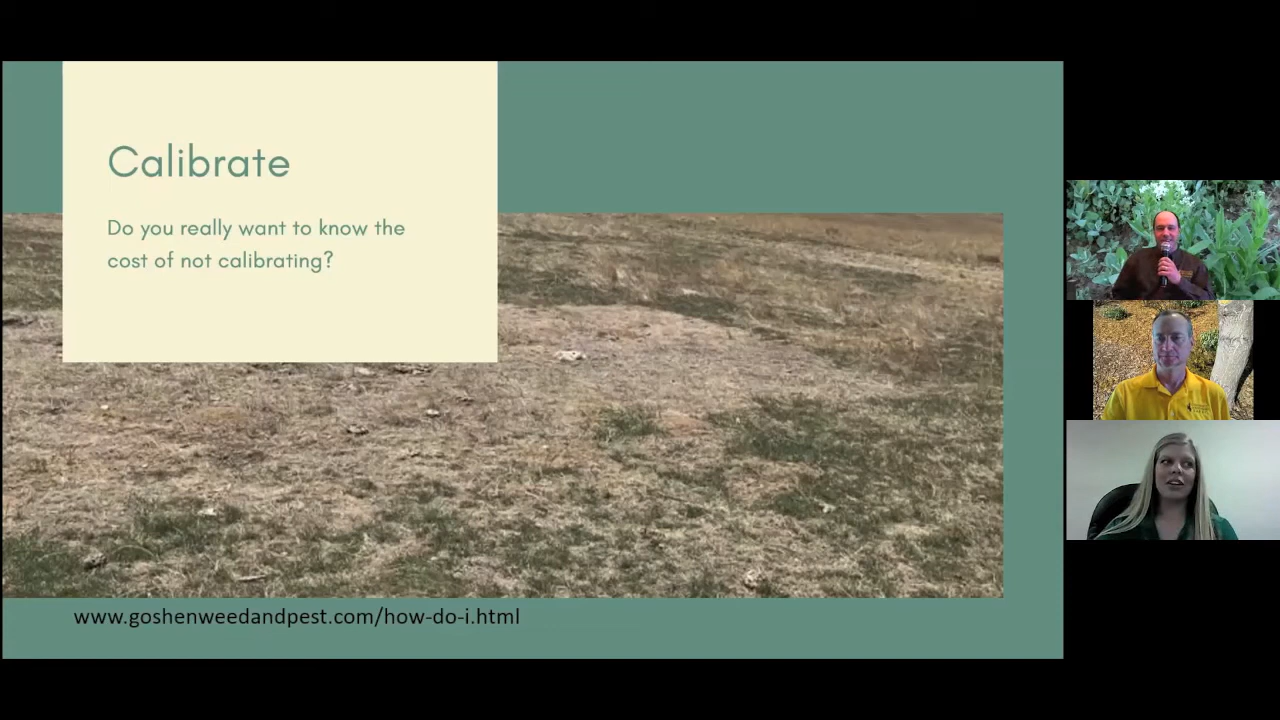 Calibrate
Do you really want to know the
cost of not calibrating?
www.goshenweedandpest.com/how-do-i.html